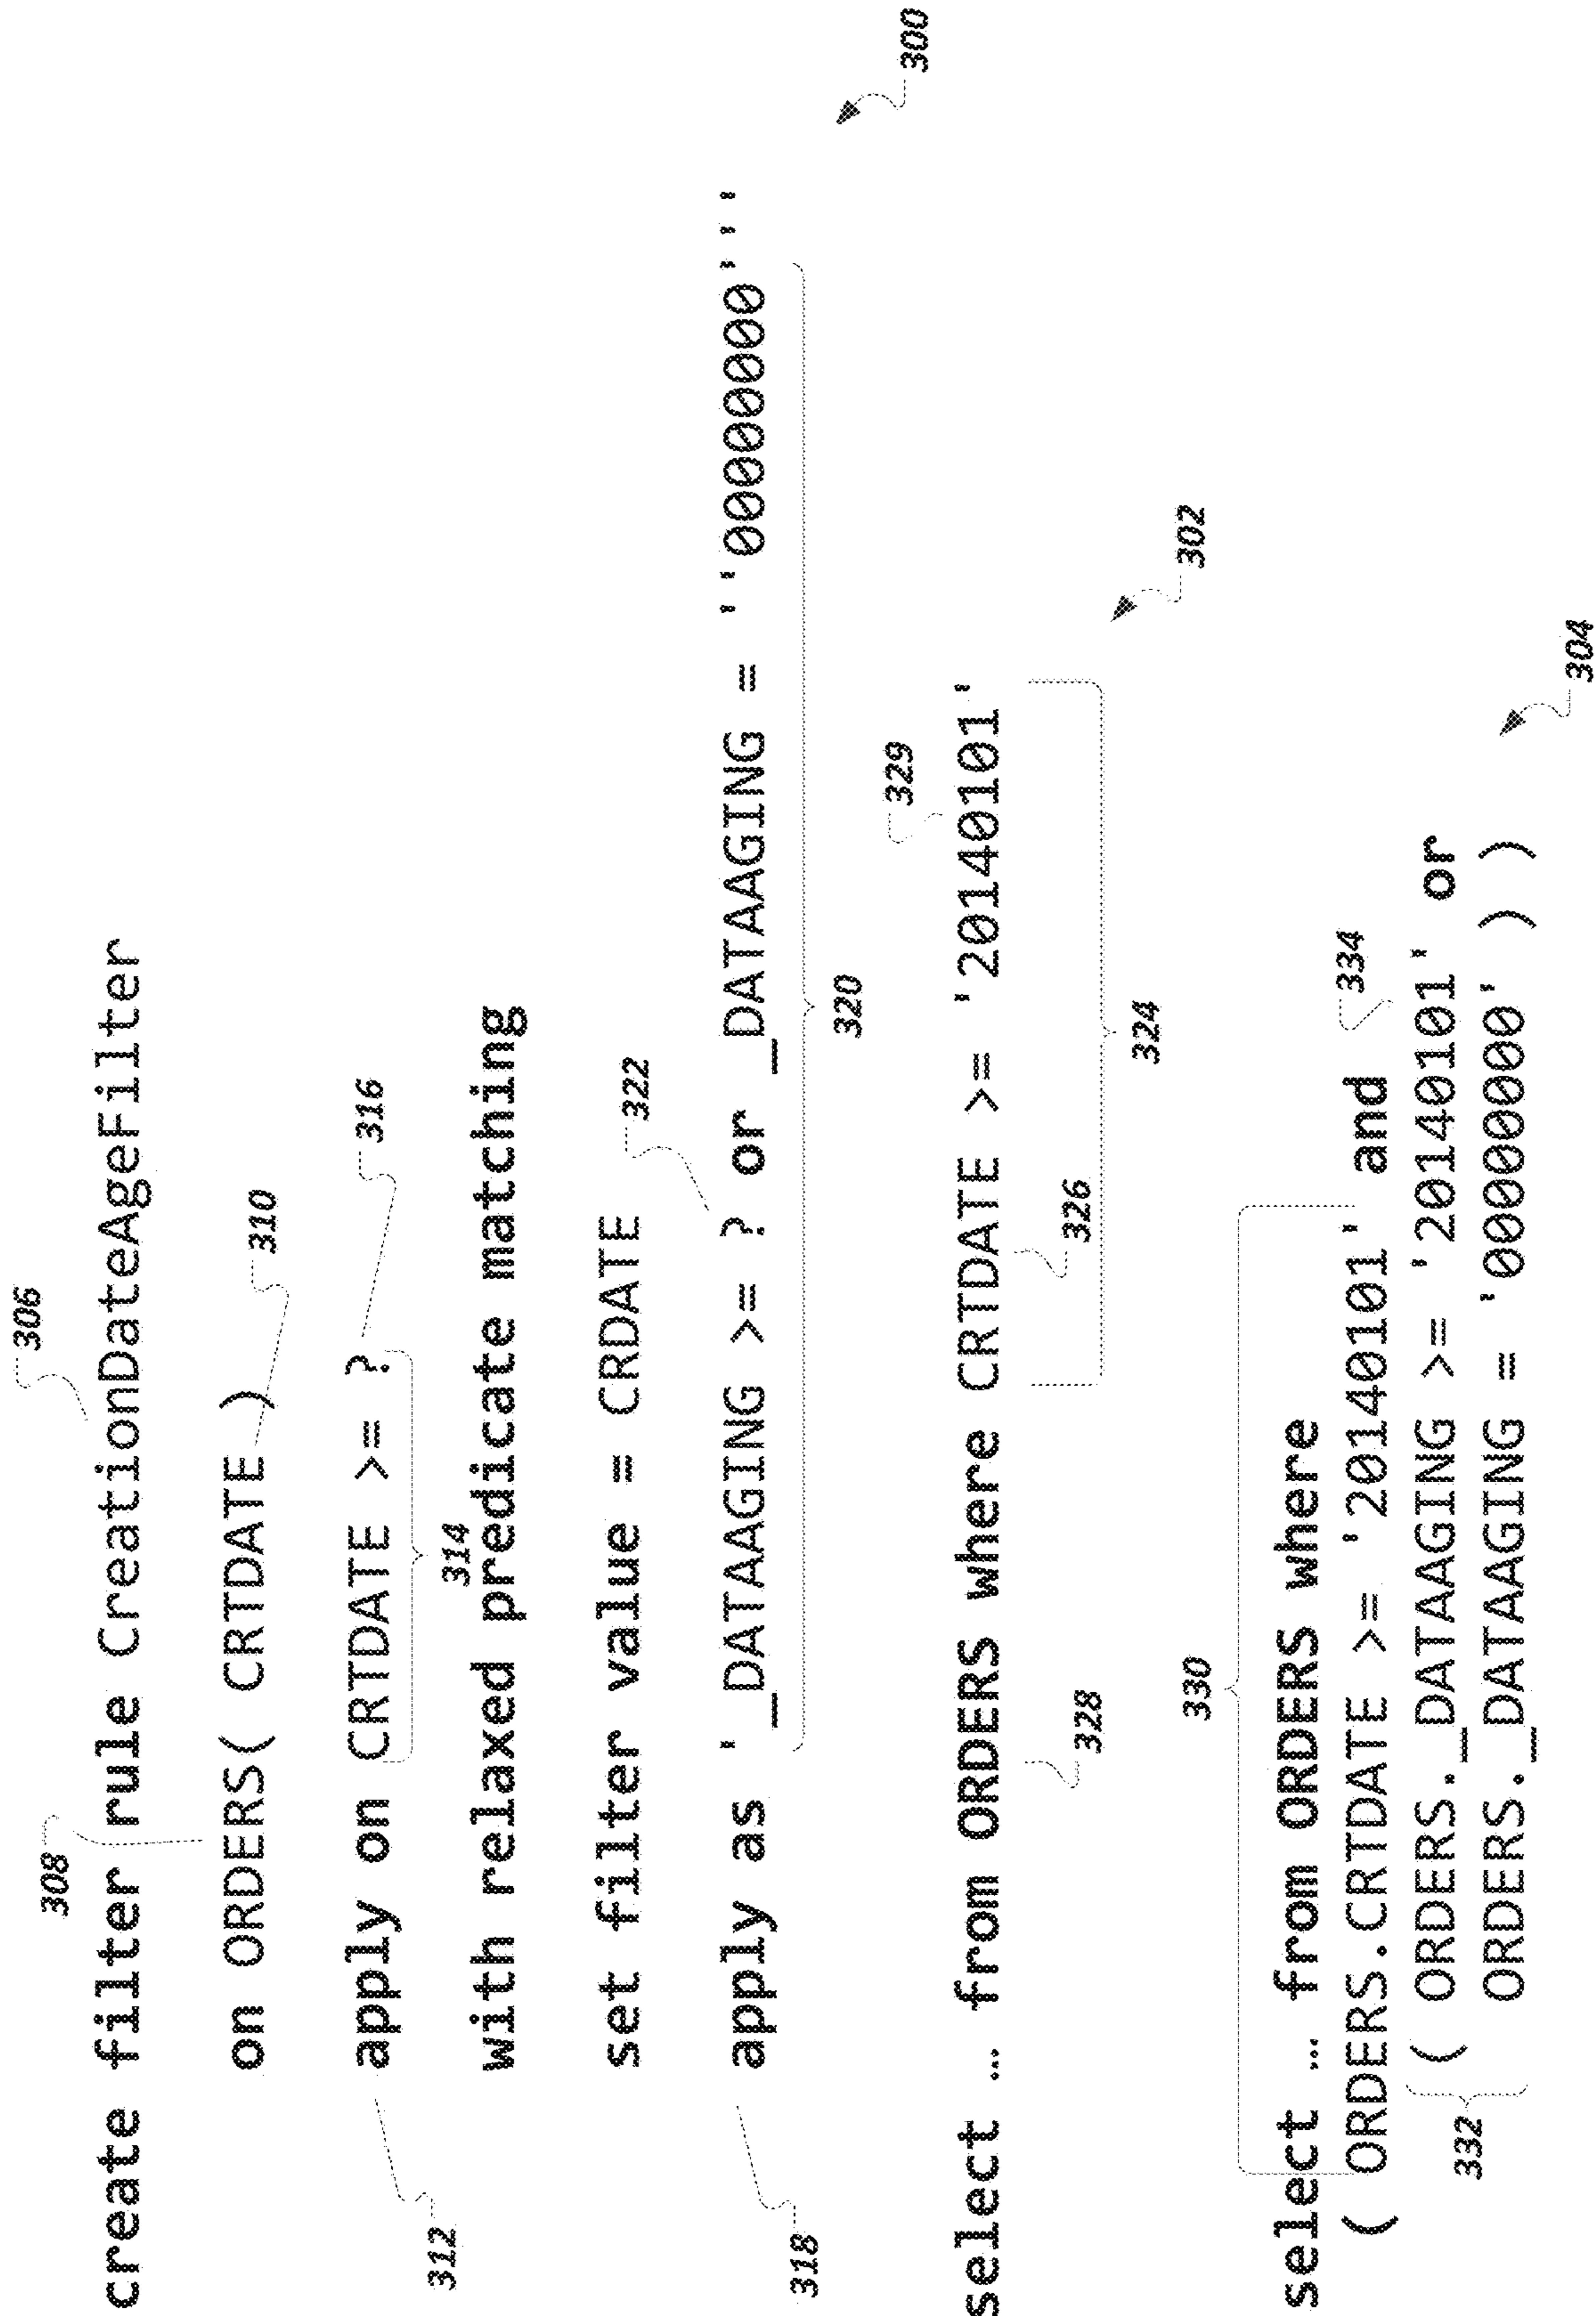 306
create filter rule CreationDateAgeFilter
308
310
on ORDERS( CRTDATE )
316
apply on CRTDATE >= ?
312
314
with relaxed predicate matching
322
set filter value = CRDATE
apply as '_DATAAGING >= ? or _DATAAGING = ''00000000'''
318
320
300
329
select … from ORDERS where CRTDATE >= '20140101'
328
326
324
302
330
select … from ORDERS where
334
( ORDERS.CRTDATE >= '20140101' and
( ORDERS._DATAAGING >= '20140101' or
ORDERS._DATAAGING = '00000000' ) )
332
304